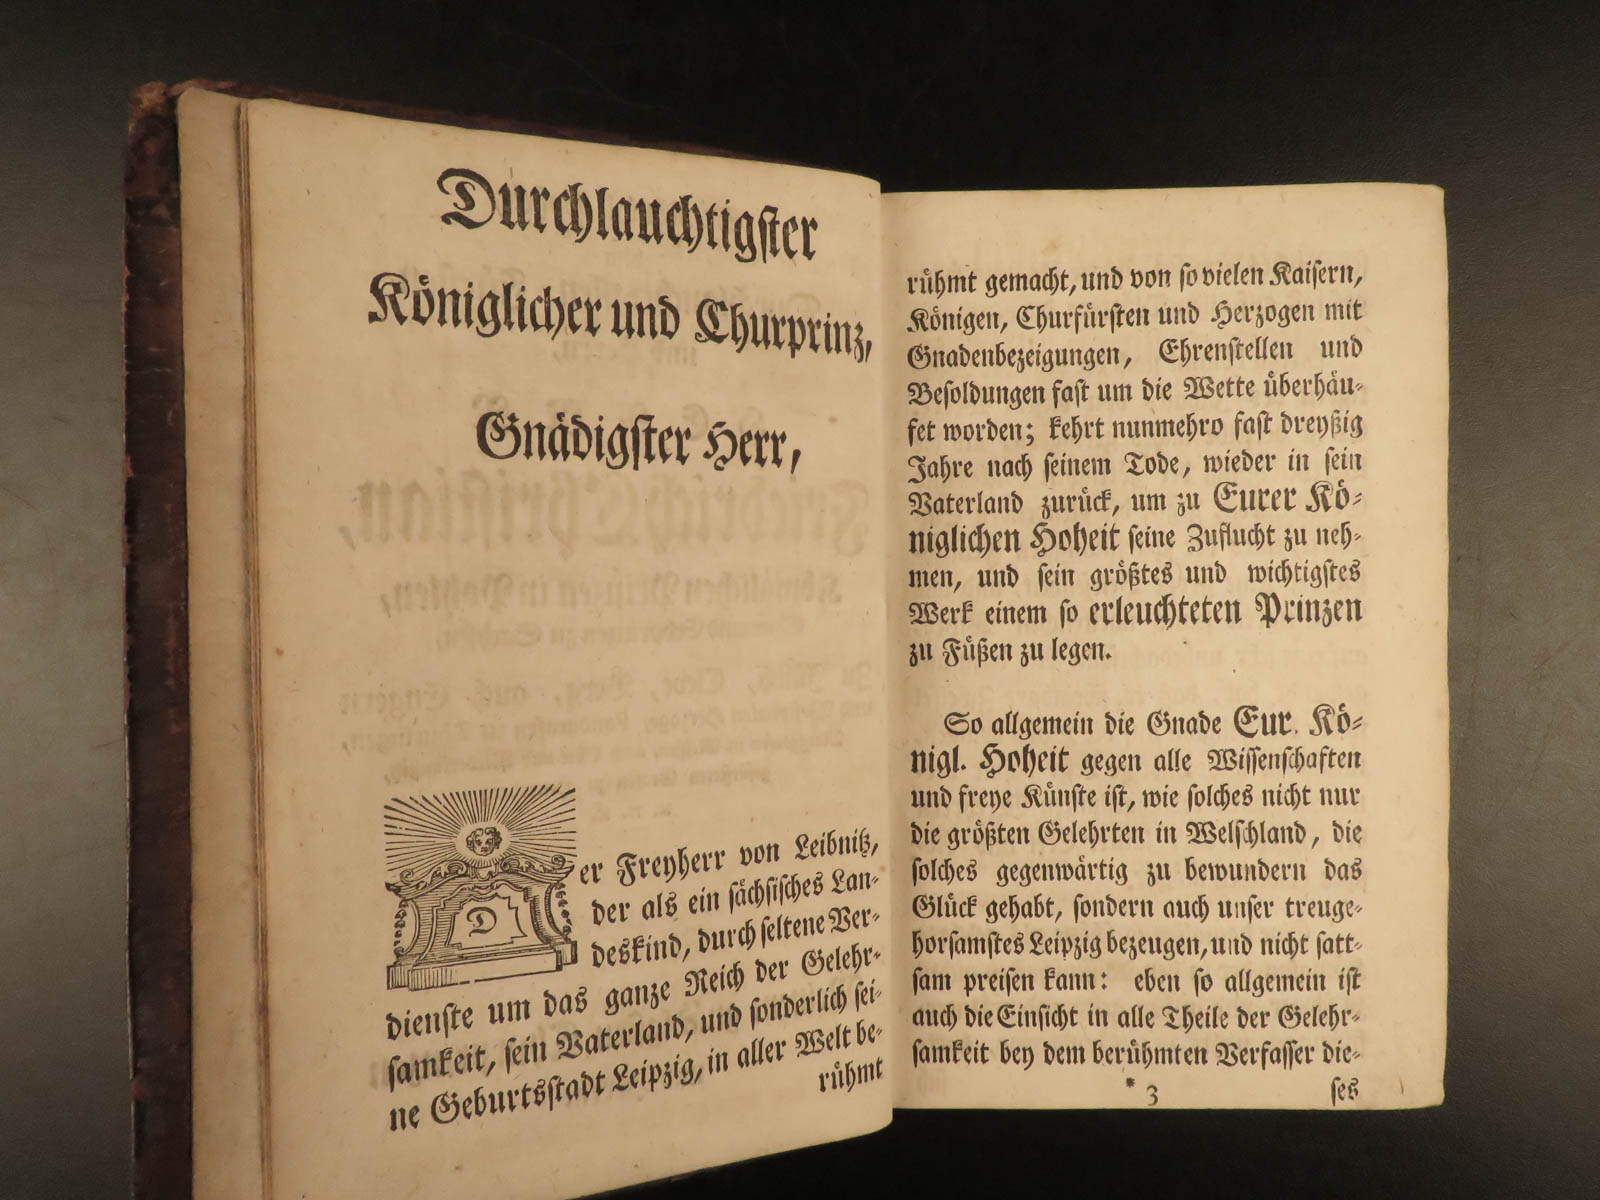 Durchlauchtigster
Königlicher und Churprinz,
Gnädigster Herr,
Der Freyherr von Leibnitz,
der als ein sächsisches Lan-
deskind, durch seltene Ver-
dienste um das ganze Reich der Gelehr-
samkeit, sein Vaterland, und sonderlich sei-
ne Geburtsstadt Leipzig, in aller Welt be-
rühmt
rühmt gemacht, und von so vielen Kaisern,
Königen, Churfürsten und Herzogen mit
Gnadenbezeigungen, Ehrenstellen und
Besoldungen fast um die Wette überhäu-
fet worden; kehrt nunmehro fast dreyßig
Jahre nach seinem Tode, wieder in sein
Vaterland zurück, um zu Eurer Kö-
niglichen Hoheit seine Zuflucht zu neh-
men, und sein größtes und wichtigstes
Werk einem so erleuchteten Prinzen
zu Füßen zu legen.
So allgemein die Gnade Eur. Kö-
nigl. Hoheit gegen alle Wissenschaften
und freye Künste ist, wie solches nicht nur
die größten Gelehrten in Welschland, die
solches gegenwärtig zu bewundern das
Glück gehabt, sondern auch unser treuge-
horsamstes Leipzig bezeugen, und nicht satt-
sam preisen kann: eben so allgemein ist
auch die Einsicht in alle Theile der Gelehr-
samkeit bey dem berühmten Verfasser die-
* 3 ses